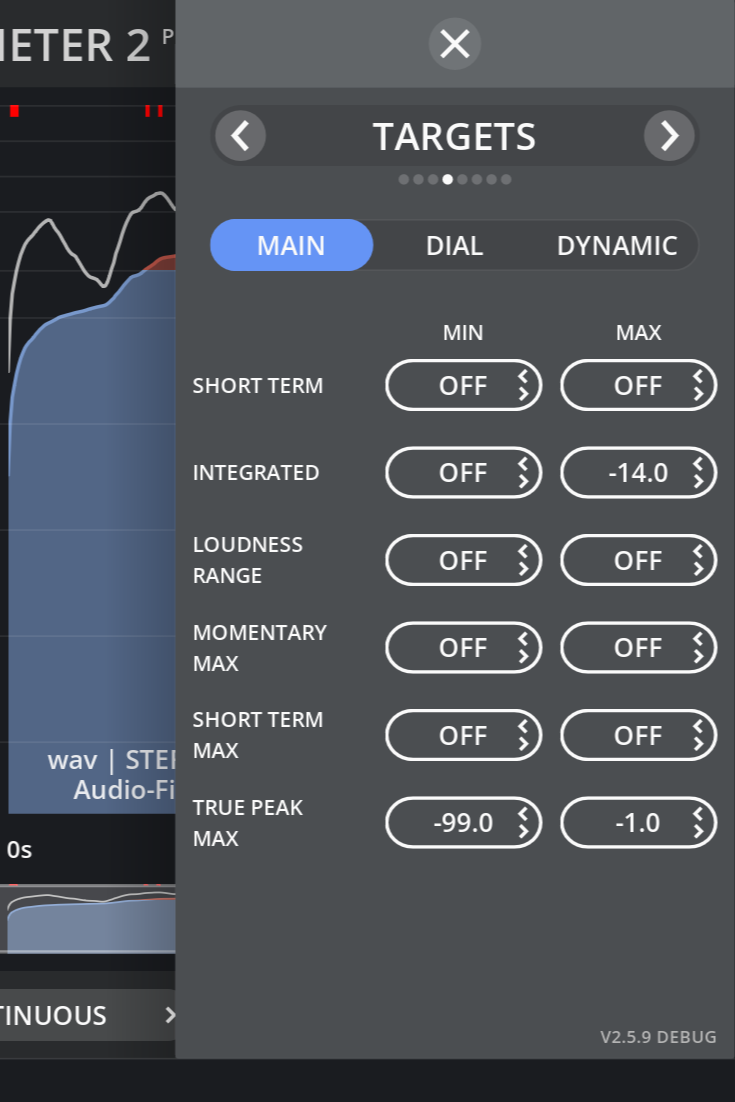 METER 2 P
TARGETS
MAIN DIAL DYNAMIC
MIN MAX
SHORT TERM OFF OFF
INTEGRATED OFF -14.0
LOUDNESS
RANGE
OFF OFF
MOMENTARY
MAX
OFF OFF
SHORT TERM
MAX
OFF OFF
TRUE PEAK
MAX
-99.0 -1.0
wav | STE
Audio-Fi
0s
TINUOUS
V2.5.9 DEBUG